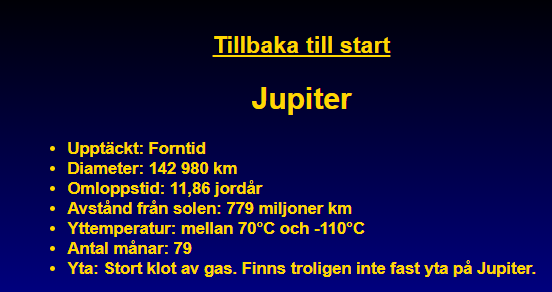 Tillbaka till start
Jupiter
• Upptäckt: Forntid
• Diameter: 142 980 km
• Omloppstid: 11,86 jordår
• Avstånd från solen: 779 miljoner km
• Yttemperatur: mellan 70°C och -110°C
• Antal månar: 79
• Yta: Stort klot av gas. Finns troligen inte fast yta på Jupiter.